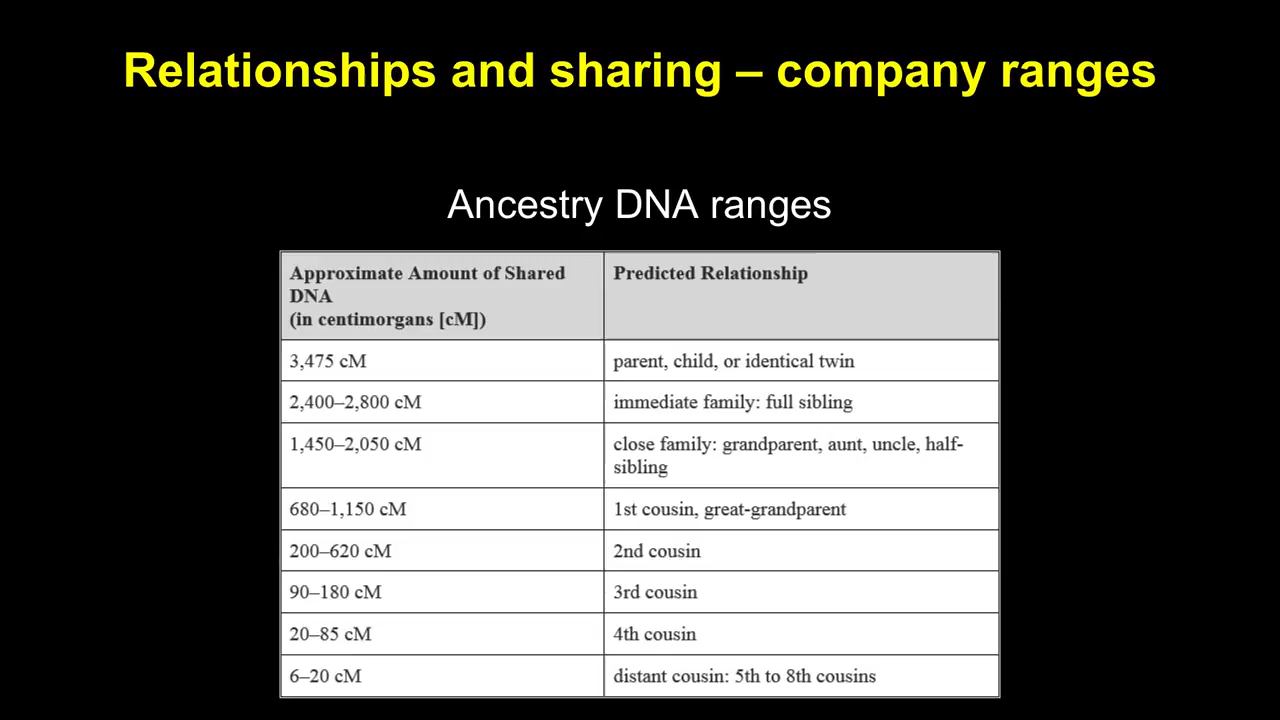 Relationships and sharing – company ranges
Ancestry DNA ranges
Approximate Amount of Shared
DNA
(in centimorgans [cM])
Predicted Relationship
3,475 cM
parent, child, or identical twin
2,400–2,800 cM
immediate family: full sibling
1,450–2,050 cM
close family: grandparent, aunt, uncle, half-
sibling
680–1,150 cM
1st cousin, great-grandparent
200–620 cM
2nd cousin
90–180 cM
3rd cousin
20–85 cM
4th cousin
6–20 cM
distant cousin: 5th to 8th cousins